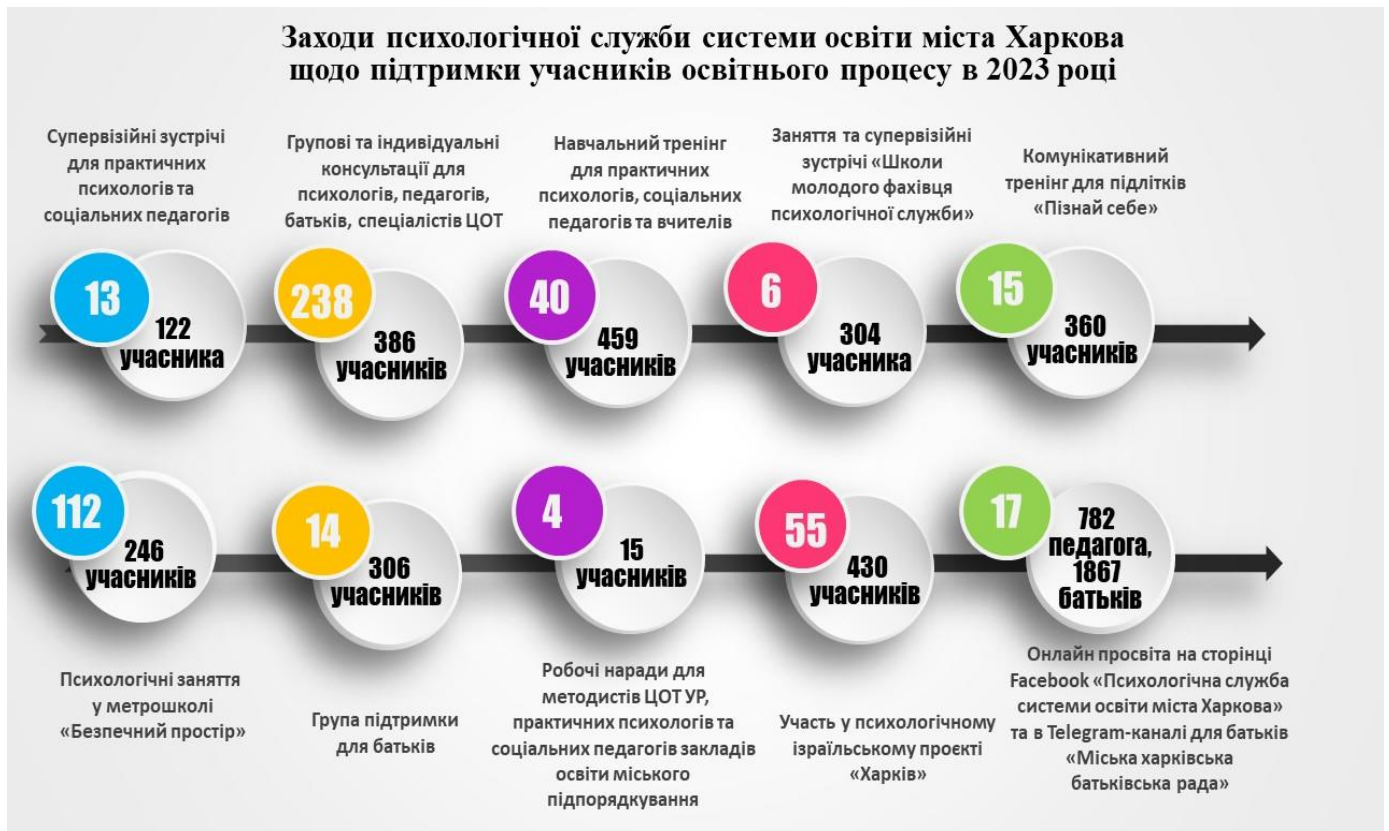 Заходи психологічної служби системи освіти міста Харкова
щодо підтримки учасників освітнього процесу в 2023 році
Супервізійні зустрічі
для практичних
психологів та
соціальних педагогів
13
122
учасника
Групові та індивідуальні
консультації для
психологів, педагогів,
батьків, спеціалістів ЦОТ
238
386
учасників
Навчальний тренінг
для практичних
психологів, соціальних
педагогів та вчителів
40
459
учасників
Заняття та супервізійні
зустрічі «Школи
молодого фахівця
психологічної служби»
6
304
учасника
Комунікативний
тренінг для підлітків
«Пізнай себе»
15
360
учасників
112
246
учасників
Психологічні заняття
у метрошколі
«Безпечний простір»
14
306
учасників
Група підтримки
для батьків
4
15
учасників
Робочі наради для
методистів ЦОТ УР,
практичних психологів та
соціальних педагогів закладів
освіти міського
підпорядкування
55
430
учасників
Участь у психологічному
ізраїльському проєкті
«Харків»
17
782
педагога,
1867
батьків
Онлайн просвіта на сторінці
Facebook «Психологічна служба
системи освіти міста Харкова»
та в Telegram-каналі для батьків
«Міська харківська
батьківська рада»